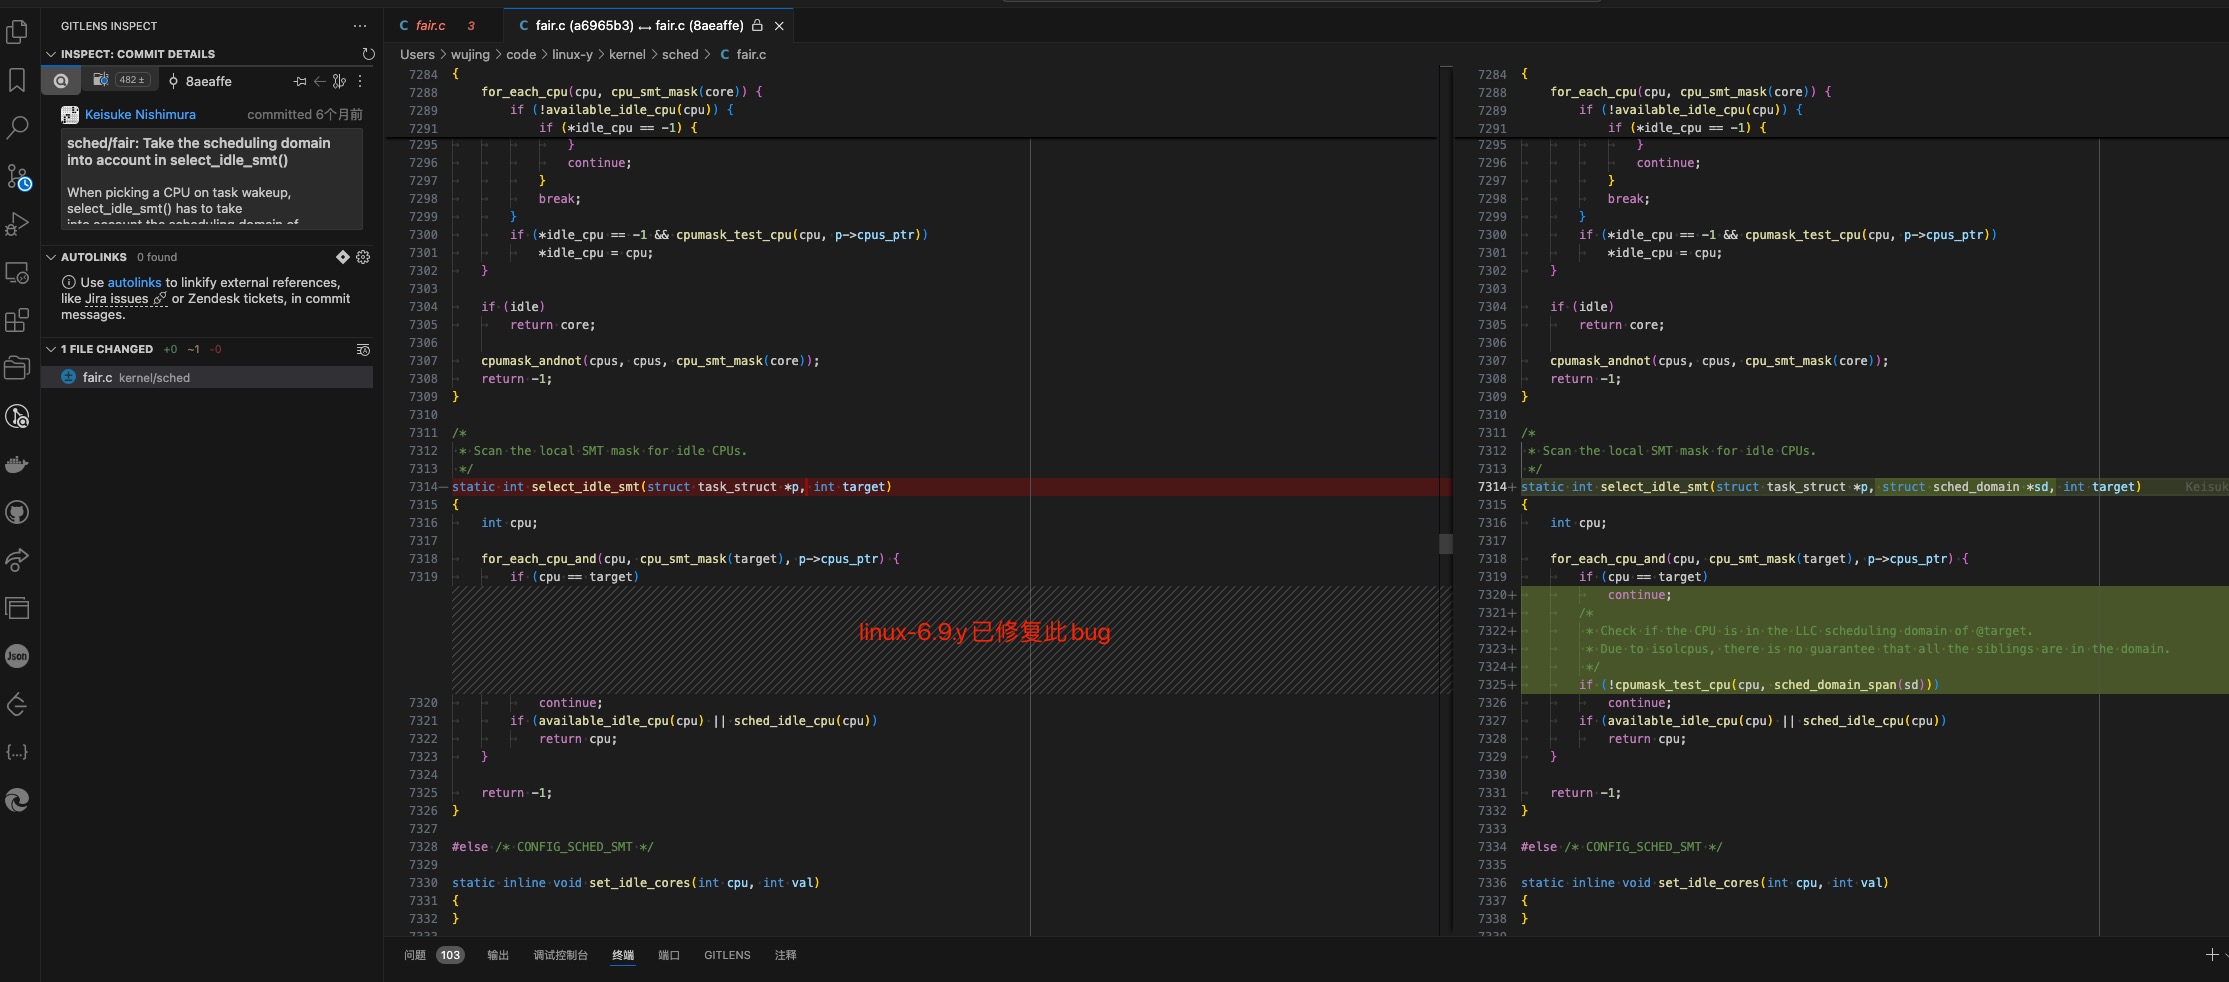 GITLENS INSPECT
INSPECT: COMMIT DETAILS
482 ±
8aeaffe
Keisuke Nishimura
committed 6个月前
sched/fair: Take the scheduling domain
into account in select_idle_smt()
When picking a CPU on task wakeup,
select_idle_smt() has to take
into account the scheduling domain of
AUTOLINKS 0 found
Use autolinks to linkify external references,
like Jira issues or Zendesk tickets, in commit
messages.
1 FILE CHANGED +0 ~1 -0
fair.c kernel/sched
fair.c 3
fair.c (a6965b3) ↔ fair.c (8aeaffe)
Users > wujing > code > linux-y > kernel > sched > C fair.c
7284 {
7288 for_each_cpu(cpu, cpu_smt_mask(core)) {
7289 if (!available_idle_cpu(cpu)) {
7291 if (*idle_cpu == -1) {
7295 }
7296 continue;
7297 }
7298 break;
7299 }
7300 if (*idle_cpu == -1 && cpumask_test_cpu(cpu, p->cpus_ptr))
7301 *idle_cpu = cpu;
7302 }
7303
7304 if (idle)
7305 return core;
7306
7307 cpumask_andnot(cpus, cpus, cpu_smt_mask(core));
7308 return -1;
7309 }
7310
7311 /*
7312 * Scan the local SMT mask for idle CPUs.
7313 */
7314— static int select_idle_smt(struct task_struct *p, int target)
7315 {
7316 int cpu;
7317
7318 for_each_cpu_and(cpu, cpu_smt_mask(target), p->cpus_ptr) {
7319 if (cpu == target)
linux-6.9.y已修复此bug
7320 continue;
7321 if (available_idle_cpu(cpu) || sched_idle_cpu(cpu))
7322 return cpu;
7323 }
7324
7325 return -1;
7326 }
7327
7328 #else /* CONFIG_SCHED_SMT */
7329
7330 static inline void set_idle_cores(int cpu, int val)
7331 {
7332 }
7284 {
7288 for_each_cpu(cpu, cpu_smt_mask(core)) {
7289 if (!available_idle_cpu(cpu)) {
7291 if (*idle_cpu == -1) {
7295 }
7296 continue;
7297 }
7298 break;
7299 }
7300 if (*idle_cpu == -1 && cpumask_test_cpu(cpu, p->cpus_ptr))
7301 *idle_cpu = cpu;
7302 }
7303
7304 if (idle)
7305 return core;
7306
7307 cpumask_andnot(cpus, cpus, cpu_smt_mask(core));
7308 return -1;
7309 }
7310
7311 /*
7312 * Scan the local SMT mask for idle CPUs.
7313 */
7314+ static int select_idle_smt(struct task_struct *p, struct sched_domain *sd, int target) Keisuk
7315 {
7316 int cpu;
7317
7318 for_each_cpu_and(cpu, cpu_smt_mask(target), p->cpus_ptr) {
7319 if (cpu == target)
7320+ continue;
7321+ /*
7322+ * Check if the CPU is in the LLC scheduling domain of @target.
7323+ * Due to isolcpus, there is no guarantee that all the siblings are in the domain.
7324+ */
7325+ if (!cpumask_test_cpu(cpu, sched_domain_span(sd)))
7326 continue;
7327 if (available_idle_cpu(cpu) || sched_idle_cpu(cpu))
7328 return cpu;
7329 }
7330
7331 return -1;
7332 }
7333
7334 #else /* CONFIG_SCHED_SMT */
7335
7336 static inline void set_idle_cores(int cpu, int val)
7337 {
7338 }
问题 103 输出 调试控制台 终端 端口 GITLENS 注释
Json